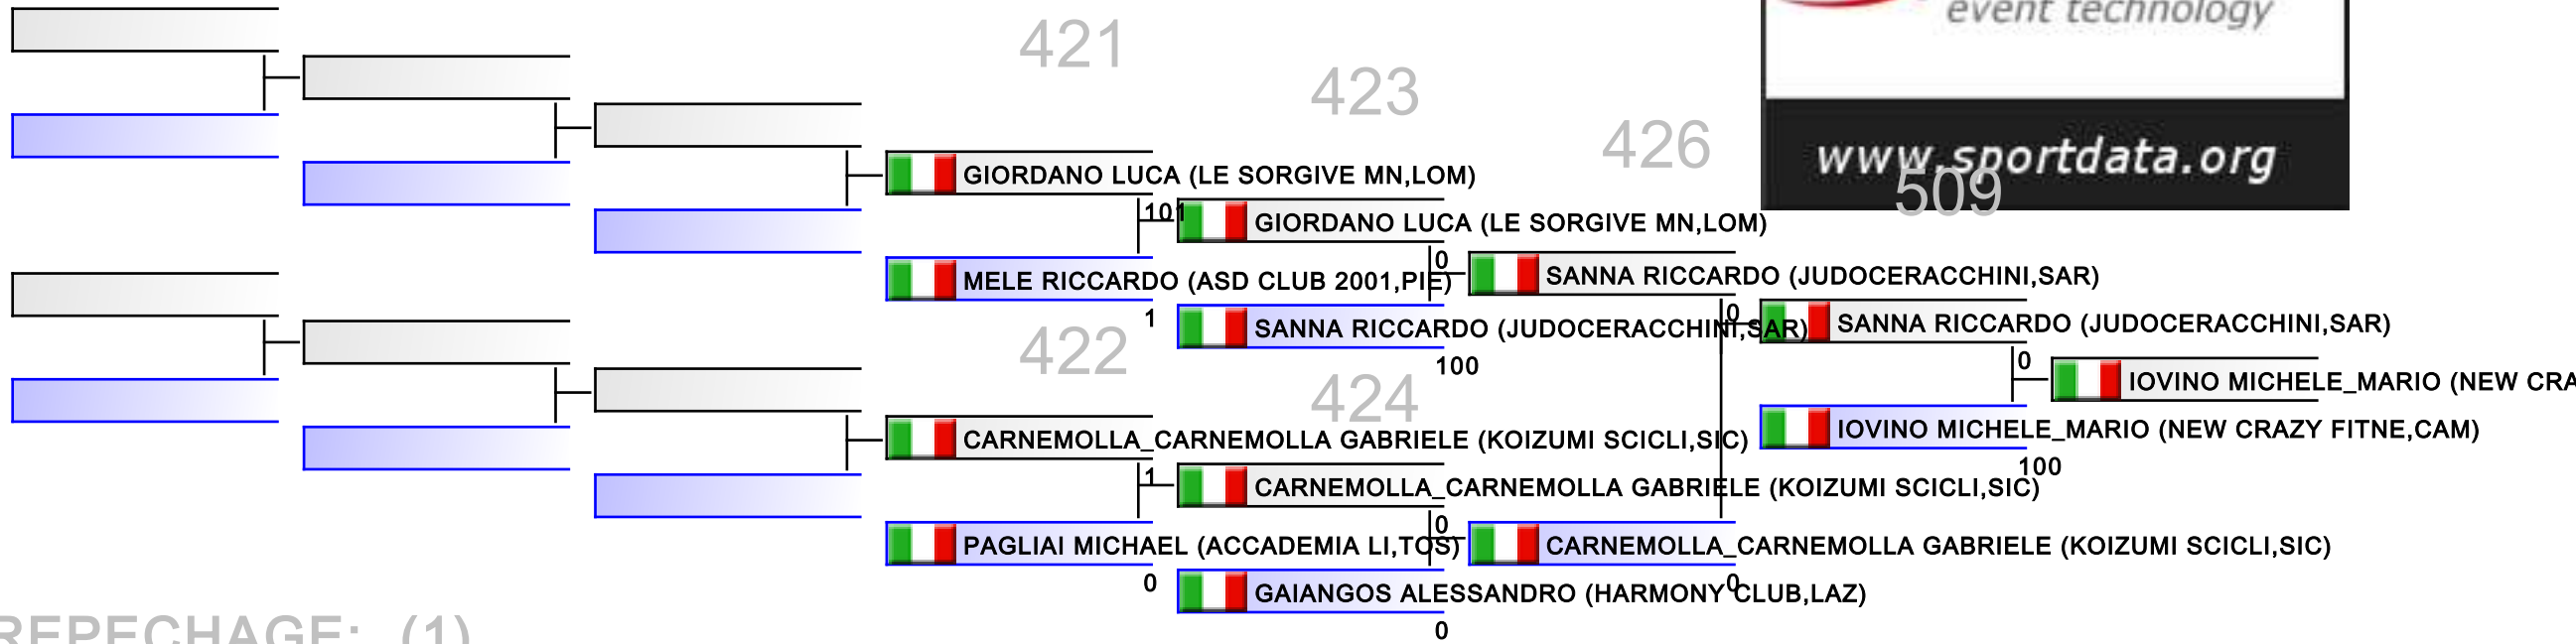 event technology
421
423
426
www.sportdata.org
509
GIORDANO LUCA (LE SORGIVE MN,LOM)
101
GIORDANO LUCA (LE SORGIVE MN,LOM)
0
MELE RICCARDO (ASD CLUB 2001,PIE)
SANNA RICCARDO (JUDOCERACCHINI,SAR)
1
SANNA RICCARDO (JUDOCERACCHINI,SAR)
0
SANNA RICCARDO (JUDOCERACCHINI,SAR)
422
100
0
424
IOVINO MICHELE_MARIO (NEW CRA
CARNEMOLLA_CARNEMOLLA GABRIELE (KOIZUMI SCICLI,SIC)
IOVINO MICHELE_MARIO (NEW CRAZY FITNE,CAM)
100
1
CARNEMOLLA_CARNEMOLLA GABRIELE (KOIZUMI SCICLI,SIC)
0
PAGLIAI MICHAEL (ACCADEMIA LI,TOS)
CARNEMOLLA_CARNEMOLLA GABRIELE (KOIZUMI SCICLI,SIC)
0
GAIANGOS ALESSANDRO (HARMONY CLUB,LAZ)
0
0
REPECHAGE: (1)